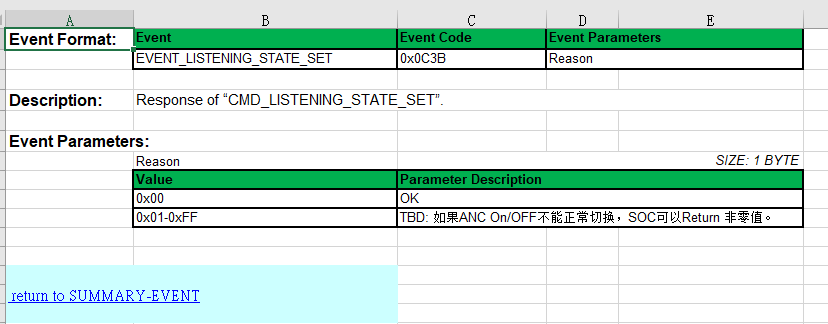 A B C D E
Event Format: Event Event Code Event Parameters
EVENT_LISTENING_STATE_SET 0x0C3B Reason
Description: Response of “CMD_LISTENING_STATE_SET”.
Event Parameters:
Reason SIZE: 1 BYTE
Value Parameter Description
0x00 OK
0x01-0xFF TBD: 如果ANC On/OFF不能正常切换，SOC可以Return 非零值。
return to SUMMARY-EVENT